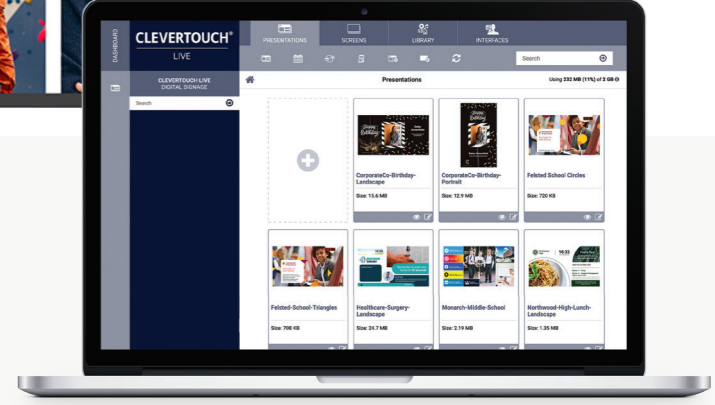 DASHBOARD
CLEVERTOUCH®
LIVE
PRESENTATIONS
SCREENS
LIBRARY
INTERFACES
Search
CLEVERTOUCH LIVE
DIGITAL SIGNAGE
Search
Presentations
Using 232 MB (11%) of 2 GB
CorporateCo-Birthday-
Landscape
Size: 15.6 MB
CorporateCo-Birthday-
Portrait
Size: 12.9 MB
Felsted School Circles
Size: 720 KB
Felsted-School-Triangles
Size: 708 KB
Healthcare-Surgery-
Landscape
Size: 24.7 MB
Monarch-Middle-School
Size: 2.19 MB
Northwood-High-Lunch-
Landscape
Size: 1.35 MB